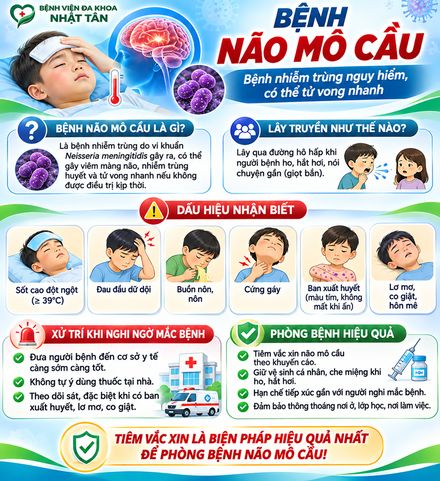 BỆNH VIỆN ĐA KHOA
NHẬT TÂN
BỆNH
NÃO MÔ CẦU
Bệnh nhiễm trùng nguy hiểm,
có thể tử vong nhanh
?
BỆNH NÃO MÔ CẦU LÀ GÌ?
Là bệnh nhiễm trùng do vi khuẩn
Neisseria meningitidis gây ra, có thể
gây viêm màng não, nhiễm trùng
huyết và tử vong nhanh nếu không
được điều trị kịp thời.
LÂY TRUYỀN NHƯ THẾ NÀO?
Lây qua đường hô hấp khi
người bệnh ho, hắt hơi, nói
chuyện gần (giọt bắn).
DẤU HIỆU NHẬN BIẾT
Sốt cao đột ngột
(≥ 39°C)
Đau đầu dữ dội
Buồn nôn,
nôn
Cứng gáy
Ban xuất huyết
(màu tím, không
mất khi ấn)
Lơ mơ,
co giật,
hôn mê
XỬ TRÍ KHI NGHI NGỜ MẮC BỆNH
Đưa người bệnh đến cơ sở y tế
càng sớm càng tốt.
Không tự ý dùng thuốc tại nhà.
Theo dõi sát, đặc biệt khi có ban
xuất huyết, lơ mơ, co giật.
PHÒNG BỆNH HIỆU QUẢ
Tiêm vắc xin não mô cầu
theo khuyến cáo.
Giữ vệ sinh cá nhân, che miệng khi
ho, hắt hơi.
Hạn chế tiếp xúc gần với người nghi mắc bệnh.
Đảm bảo thông thoáng nơi ở, lớp học, nơi làm việc.
TIÊM VẮC XIN LÀ BIỆN PHÁP HIỆU QUẢ NHẤT
ĐỂ PHÒNG BỆNH NÃO MÔ CẦU!